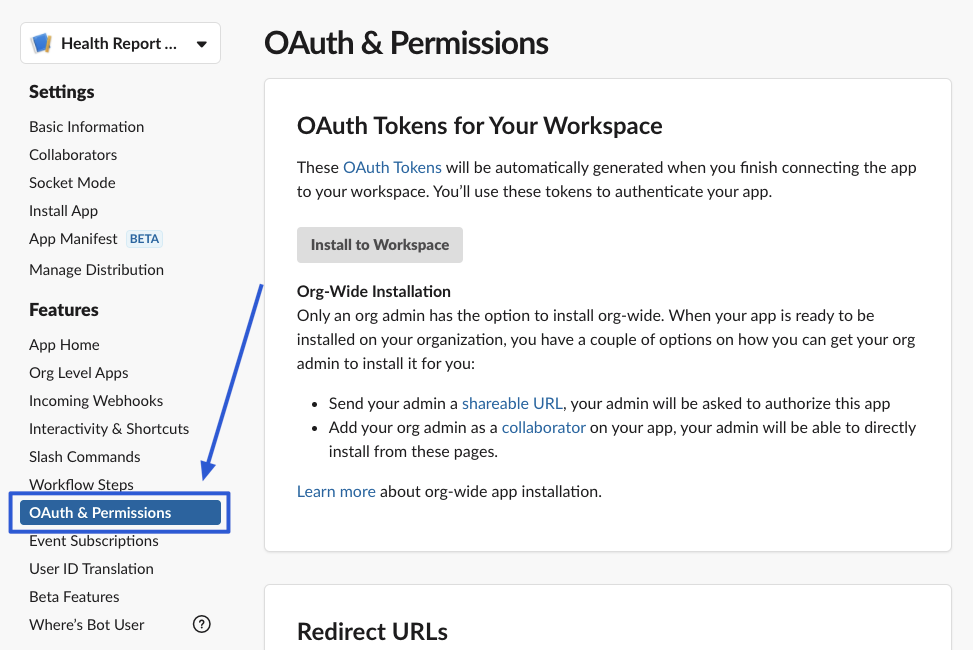 Health Report ...
Settings
Basic Information
Collaborators
Socket Mode
Install App
App Manifest BETA
Manage Distribution
Features
App Home
Org Level Apps
Incoming Webhooks
Interactivity & Shortcuts
Slash Commands
Workflow Steps
OAuth & Permissions
Event Subscriptions
User ID Translation
Beta Features
Where’s Bot User ?
OAuth & Permissions
OAuth Tokens for Your Workspace
These OAuth Tokens will be automatically generated when you finish connecting the app
to your workspace. You’ll use these tokens to authenticate your app.
Install to Workspace
Org-Wide Installation
Only an org admin has the option to install org-wide. When your app is ready to be
installed on your organization, you have a couple of options on how you can get your org
admin to install it for you:
• Send your admin a shareable URL, your admin will be asked to authorize this app
• Add your org admin as a collaborator on your app, your admin will be able to directly
install from these pages.
Learn more about org-wide app installation.
Redirect URLs